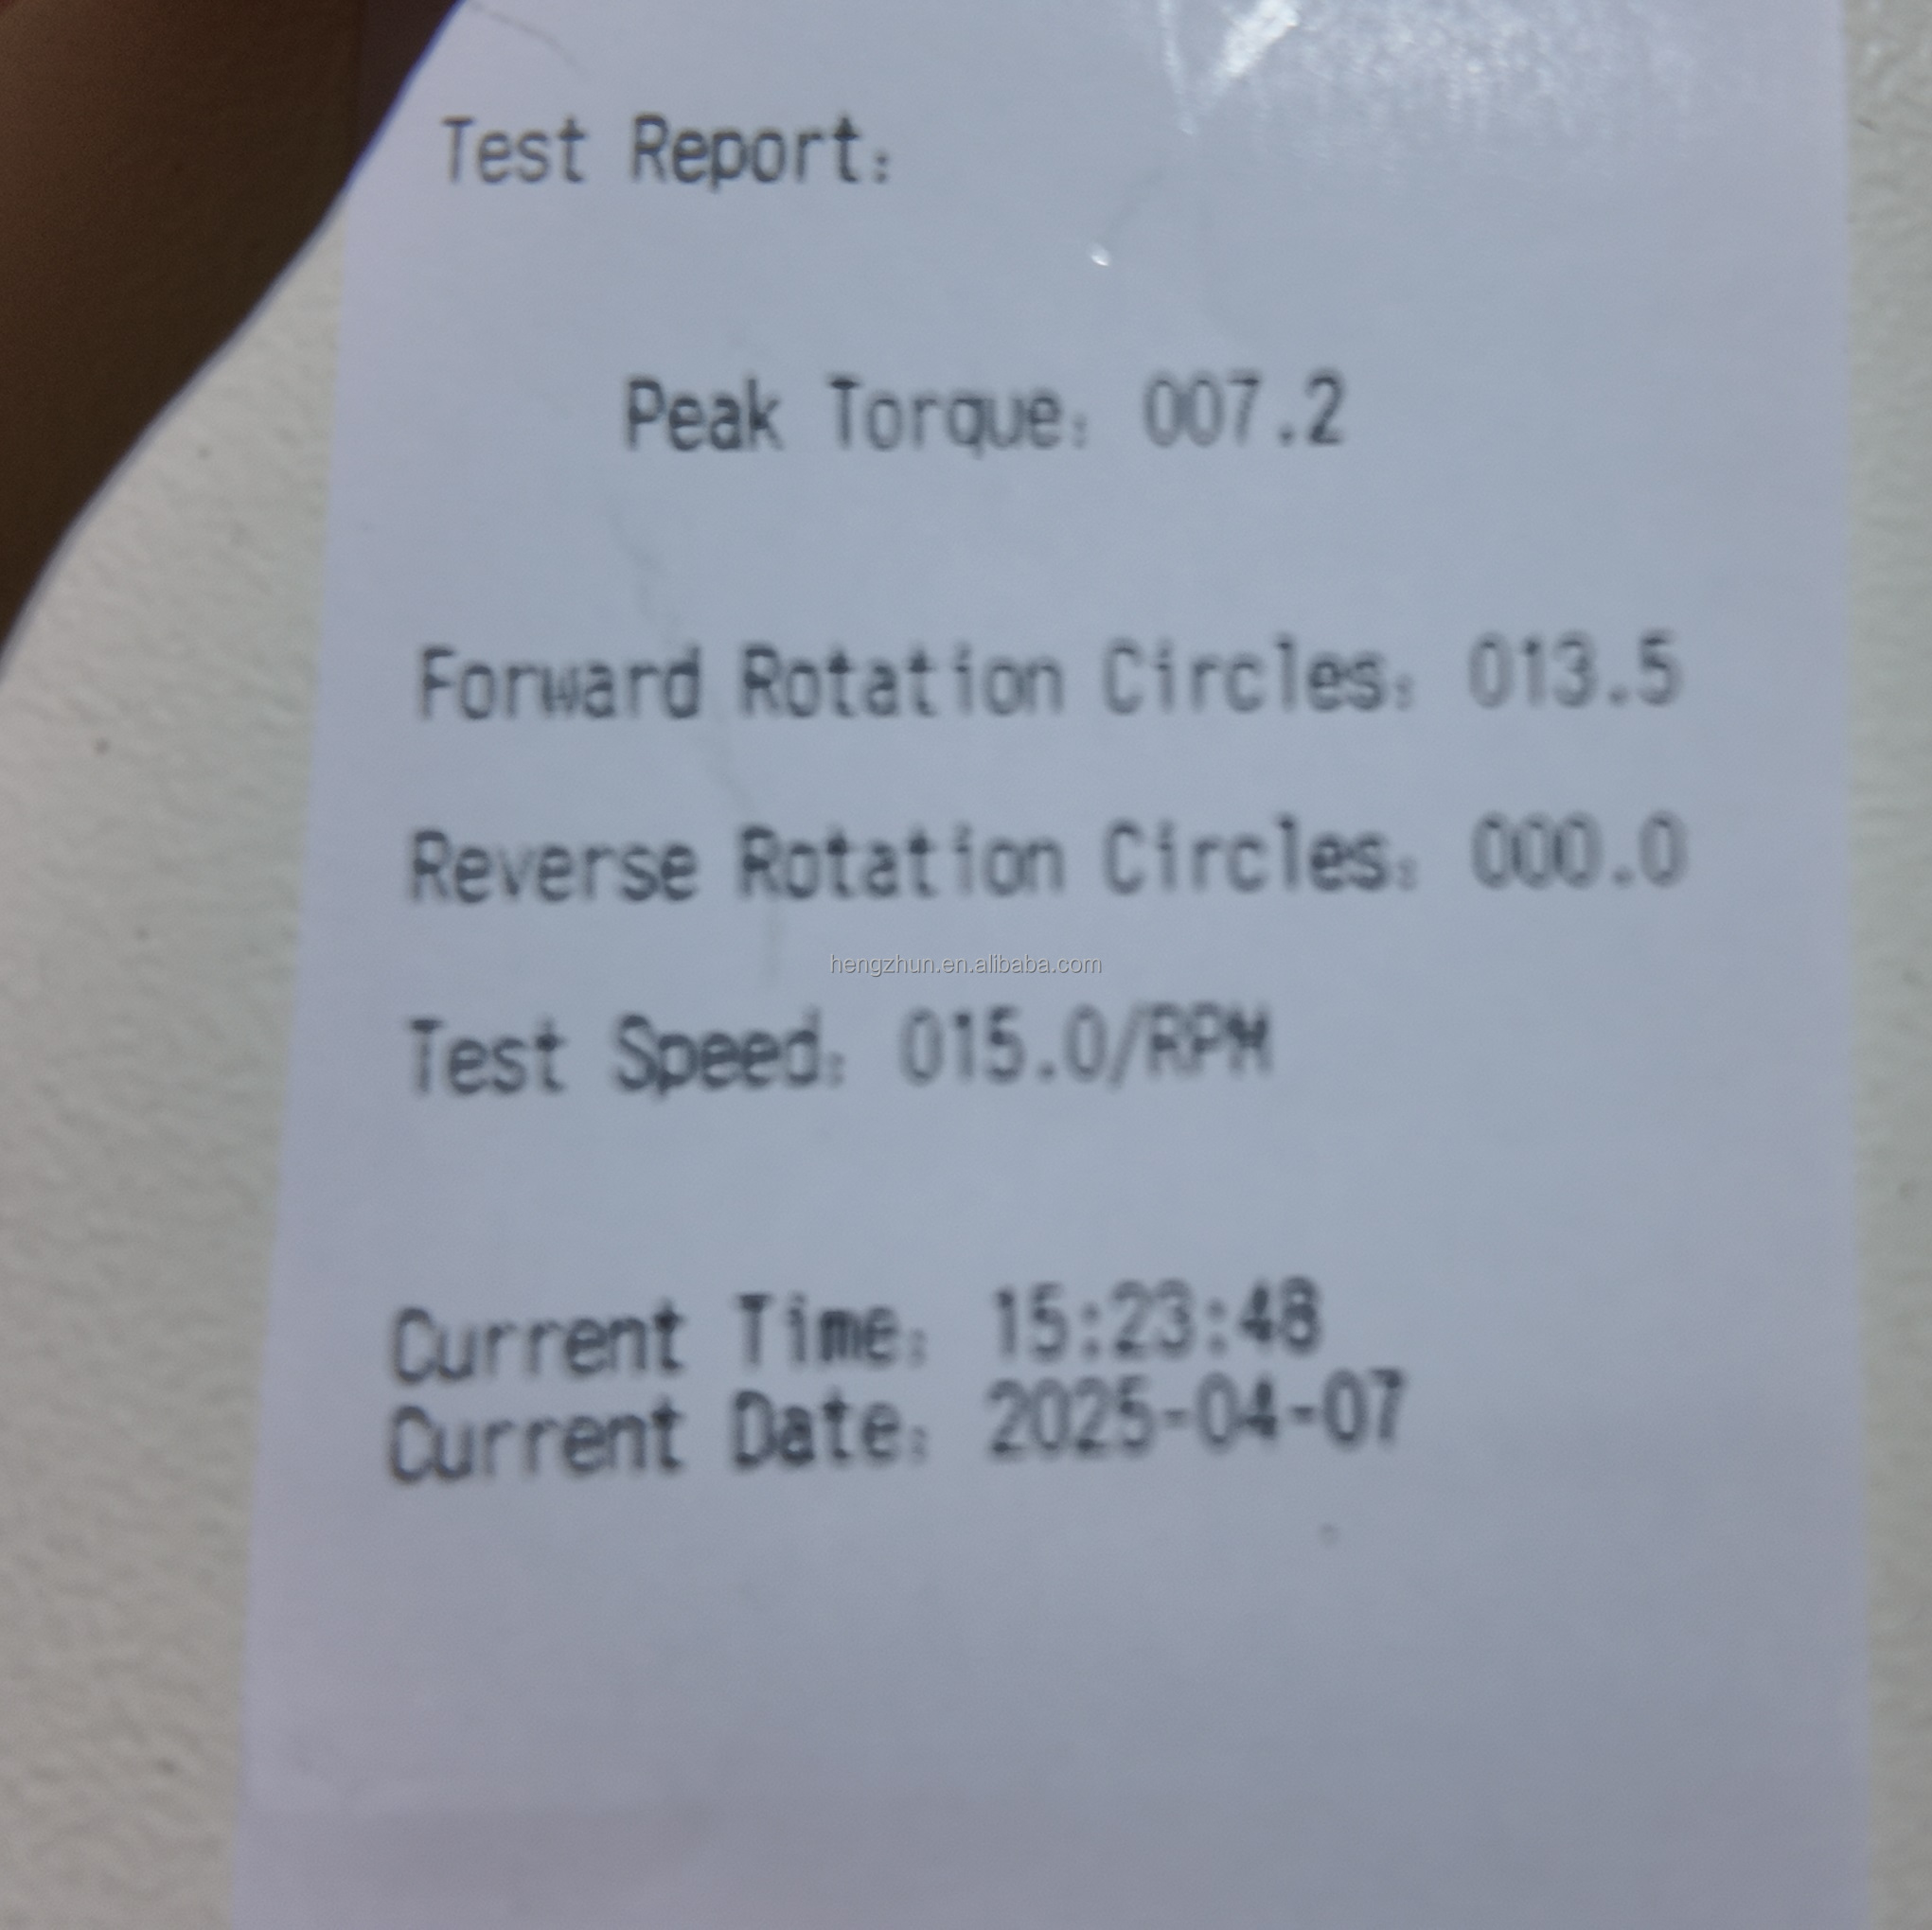 Test Report:
Peak Torque: 007.2
Forward Rotation Circles: 013.5
Reverse Rotation Circles: 000.0
hengzhun.en.alibaba.com
Test Speed: 015.0/RPM
Current Time: 15:23:48
Current Date: 2025-04-07